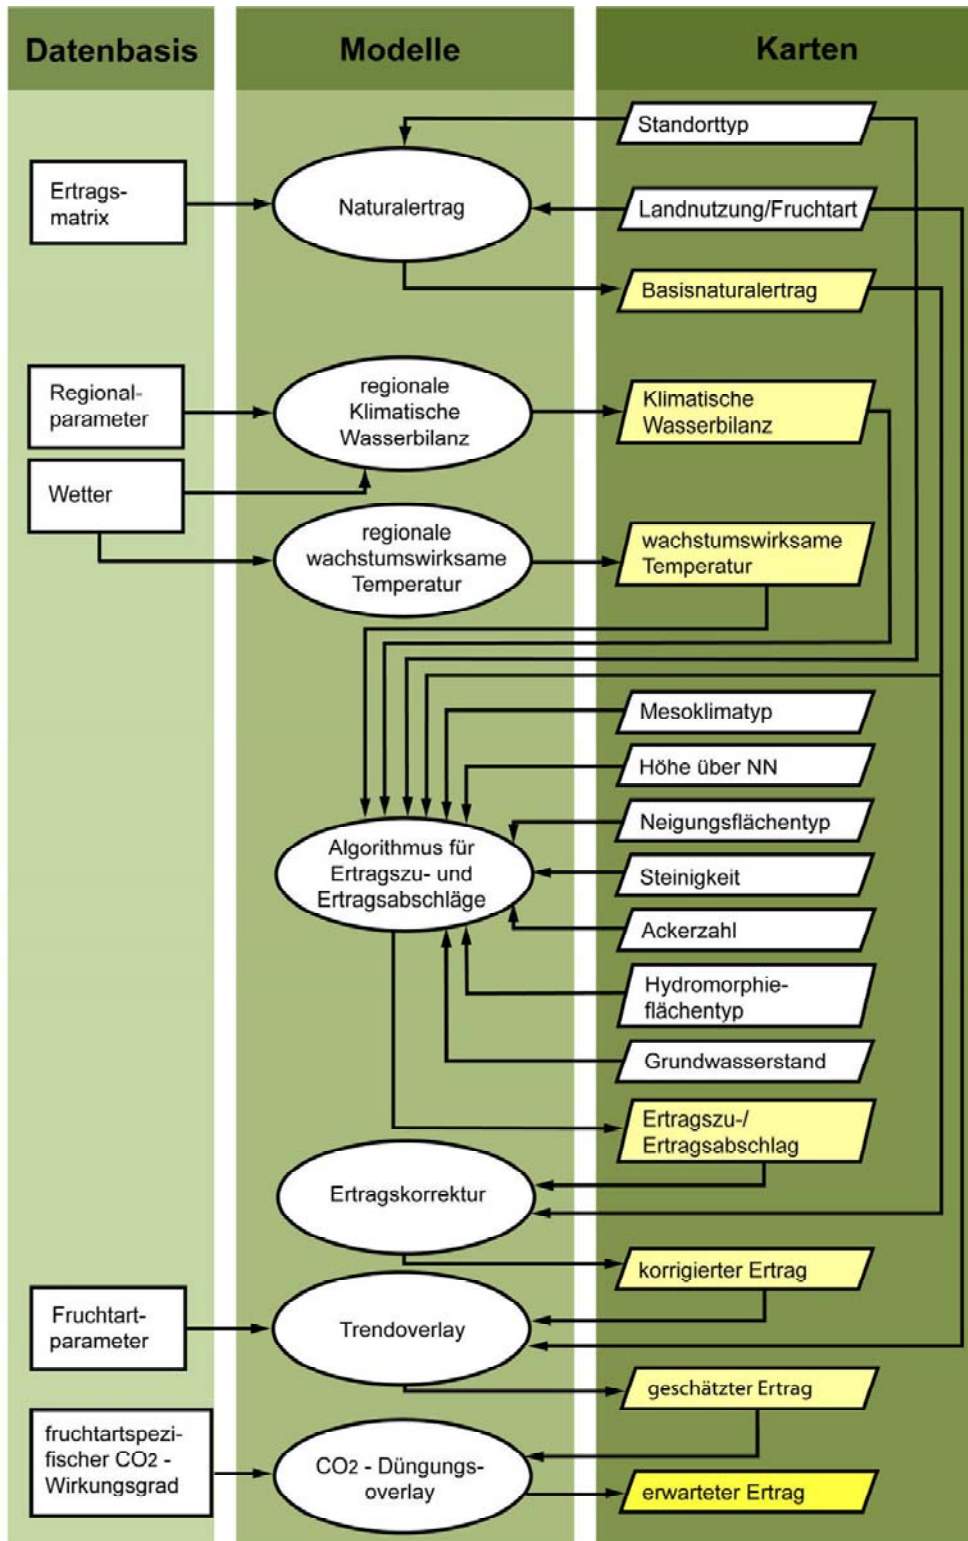 Datenbasis
Modelle
Karten
Standorttyp
Ertrags-
matrix
Naturalertrag
Landnutzung/Fruchtart
Basisnaturalertrag
Regional-
parameter
regionale
Klimatische
Wasserbilanz
Klimatische
Wasserbilanz
Wetter
regionale
wachstumswirksame
Temperatur
wachstumswirksame
Temperatur
Mesoklimatyp
Höhe über NN
Neigungsflächentyp
Algorithmus für
Ertragszu- und
Ertragsabschläge
Steinigkeit
Ackerzahl
Hydromorphie-
flächentyp
Grundwasserstand
Ertragszu-/
Ertragsabschlag
Ertragskorrektur
korrigierter Ertrag
Fruchtart-
parameter
Trendoverlay
geschätzter Ertrag
fruchtartspezi-
fischer CO2 -
Wirkungsgrad
CO2 - Düngungs-
overlay
erwarteter Ertrag